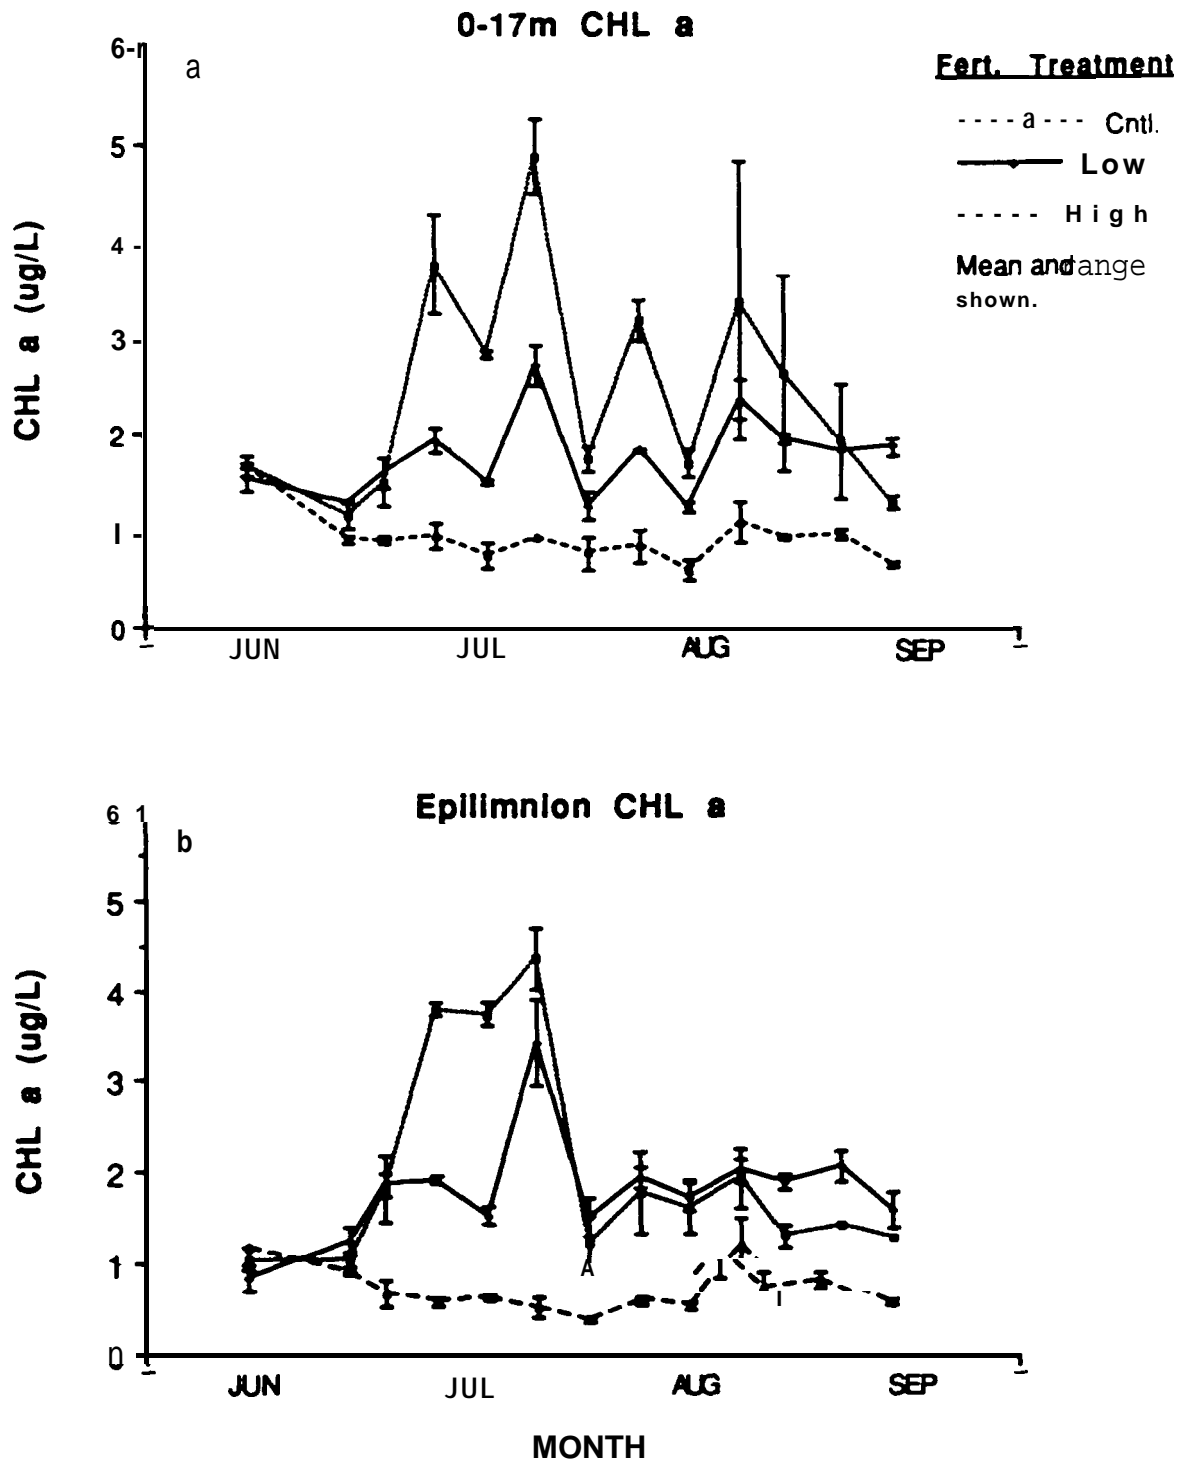 0-17m CHL a
a
6
5
4
3
2
1
0
CHL a (ug/L)
JUN JUL AUG SEP
Fert. Treatment
----a--- Cntl.
Low
----- High
Mean and range
shown.
Epilimnion CHL a
b
6 1
5
4
3
2
1
0
CHL a (ug/L)
A
JUN JUL AUG SEP
MONTH